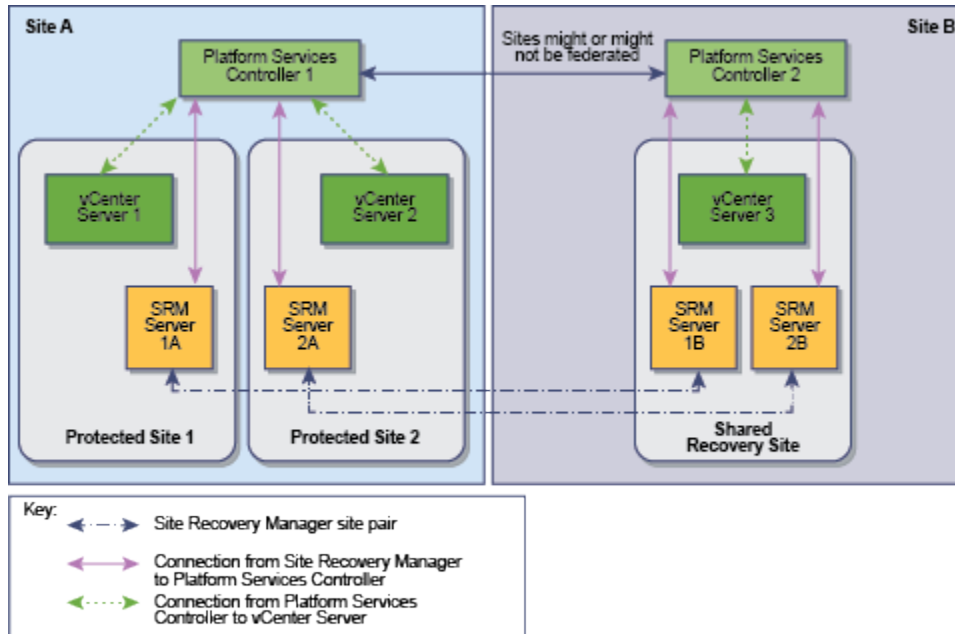 Site A
Site B
Platform Services
Controller 1
Sites might or might
not be federated
Platform Services
Controller 2
vCenter
Server 1
vCenter
Server 2
vCenter
Server 3
SRM
Server
1A
SRM
Server
2A
SRM
Server
1B
SRM
Server
2B
Protected Site 1
Protected Site 2
Shared
Recovery Site
Key:
Site Recovery Manager site pair
Connection from Site Recovery Manager
to Platform Services Controller
Connection from Platform Services
Controller to vCenter Server